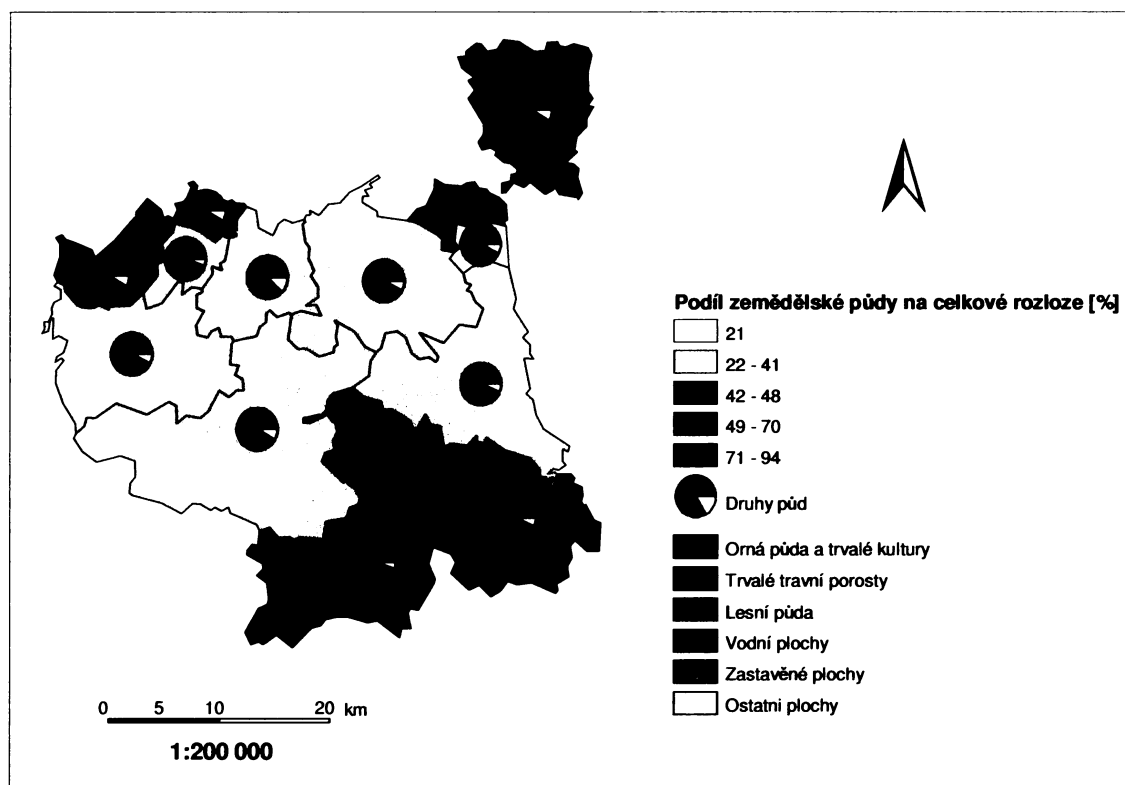 Podíl zemědělské půdy na celkové rozloze [%]
21
22 - 41
42 - 48
49 - 70
71 - 94
Druhy půd
Orná půda a trvalé kultury
Trvalé travní porosty
Lesní půda
Vodní plochy
Zastavěné plochy
Ostatni plochy
0 5 10 20 km
1:200 000